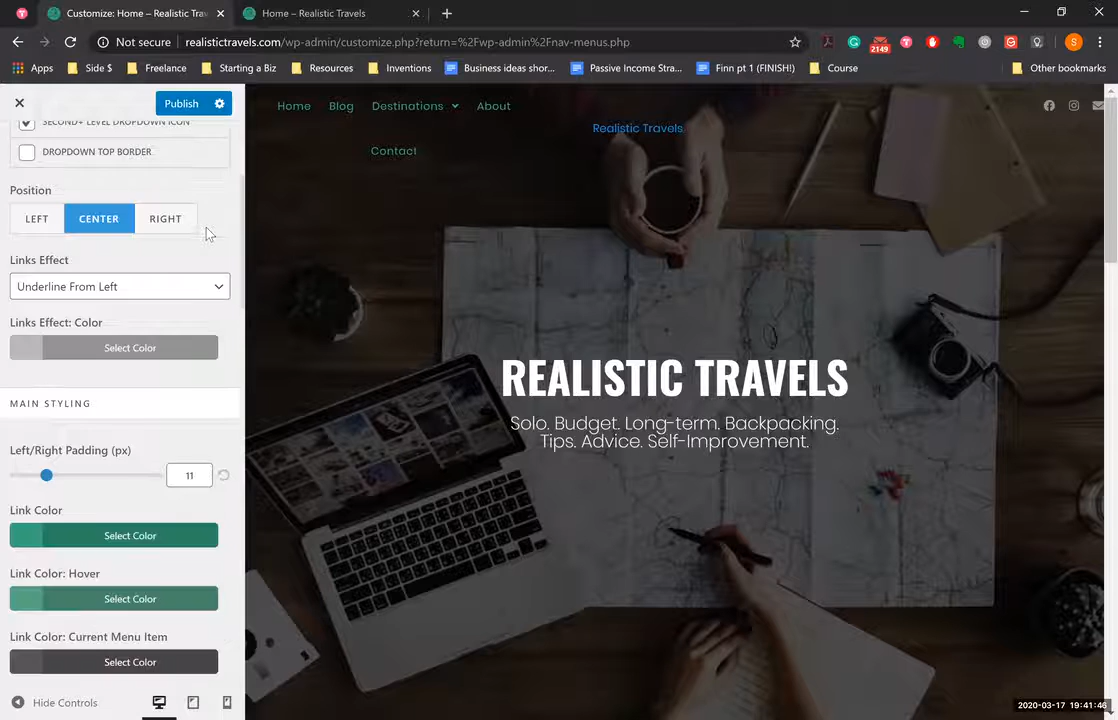 Customize: Home – Realistic Trav
Home – Realistic Travels
Not secure
realistictravels.com/wp-admin/customize.php?return=%2Fwp-admin%2Fnav-menus.php
2149
S
Apps
Side $
Freelance
Starting a Biz
Resources
Inventions
Business ideas shor...
Passive Income Stra...
Finn pt 1 (FINISH!)
Course
Other bookmarks
Publish
SECOND+ LEVEL DROPDOWN ICON
DROPDOWN TOP BORDER
Position
LEFT
CENTER
RIGHT
Links Effect
Underline From Left
Links Effect: Color
Select Color
MAIN STYLING
Left/Right Padding (px)
11
Link Color
Select Color
Link Color: Hover
Select Color
Link Color: Current Menu Item
Select Color
Hide Controls
Home
Blog
Destinations
About
Realistic Travels
Contact
REALISTIC TRAVELS
Solo. Budget. Long-term. Backpacking.
Tips. Advice. Self-Improvement.
2020-03-17 19:41:46